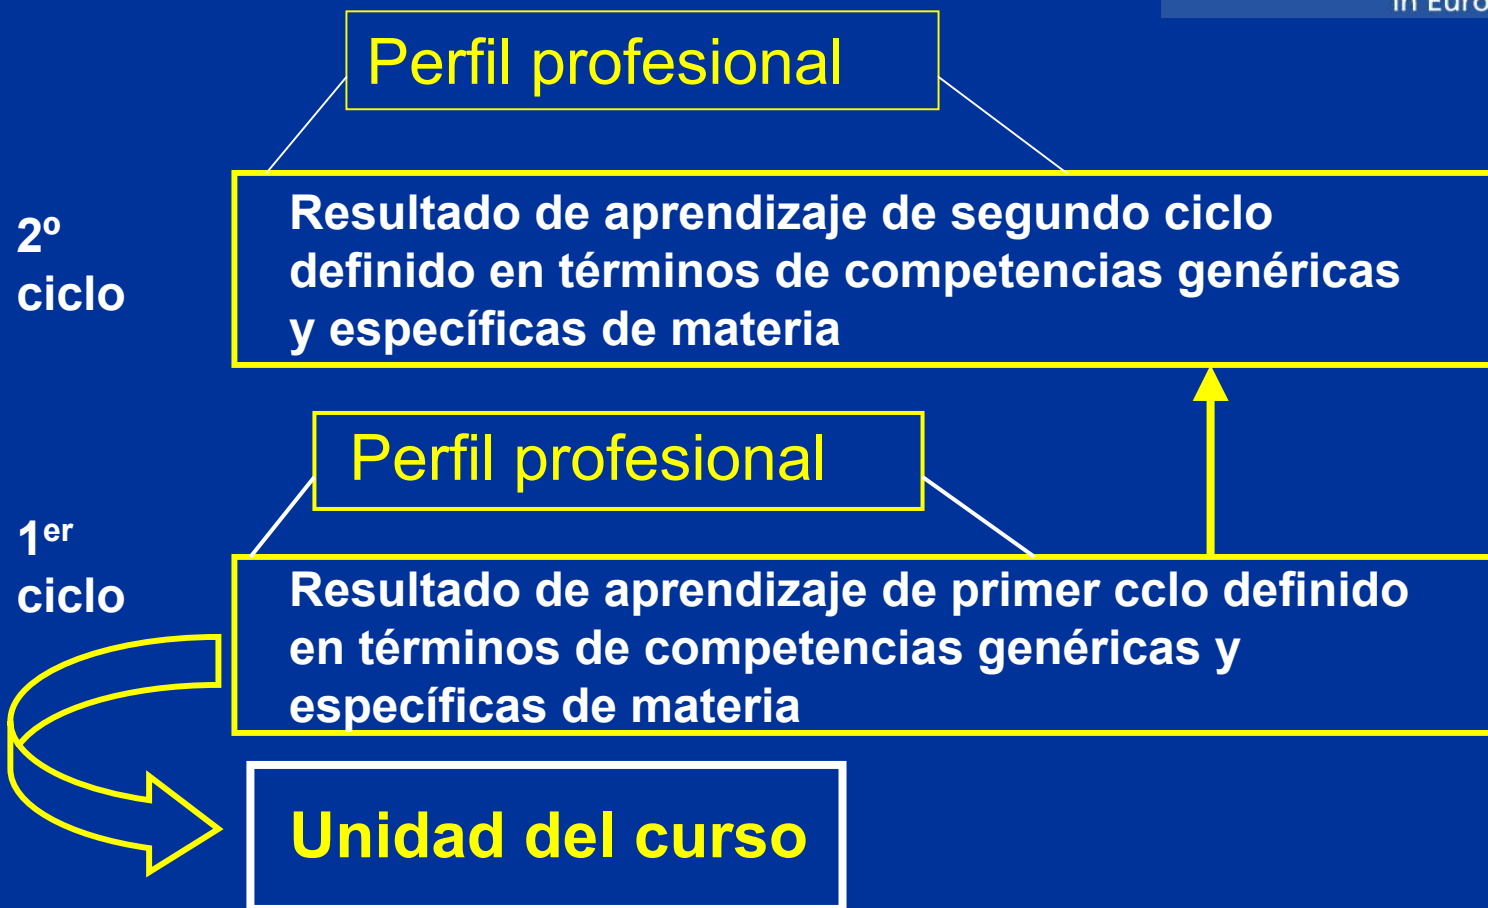 in Euro
Perfil profesional
2º
ciclo
Resultado de aprendizaje de segundo ciclo
definido en términos de competencias genéricas
y específicas de materia
Perfil profesional
1er
ciclo
Resultado de aprendizaje de primer cclo definido
en términos de competencias genéricas y
específicas de materia
Unidad del curso